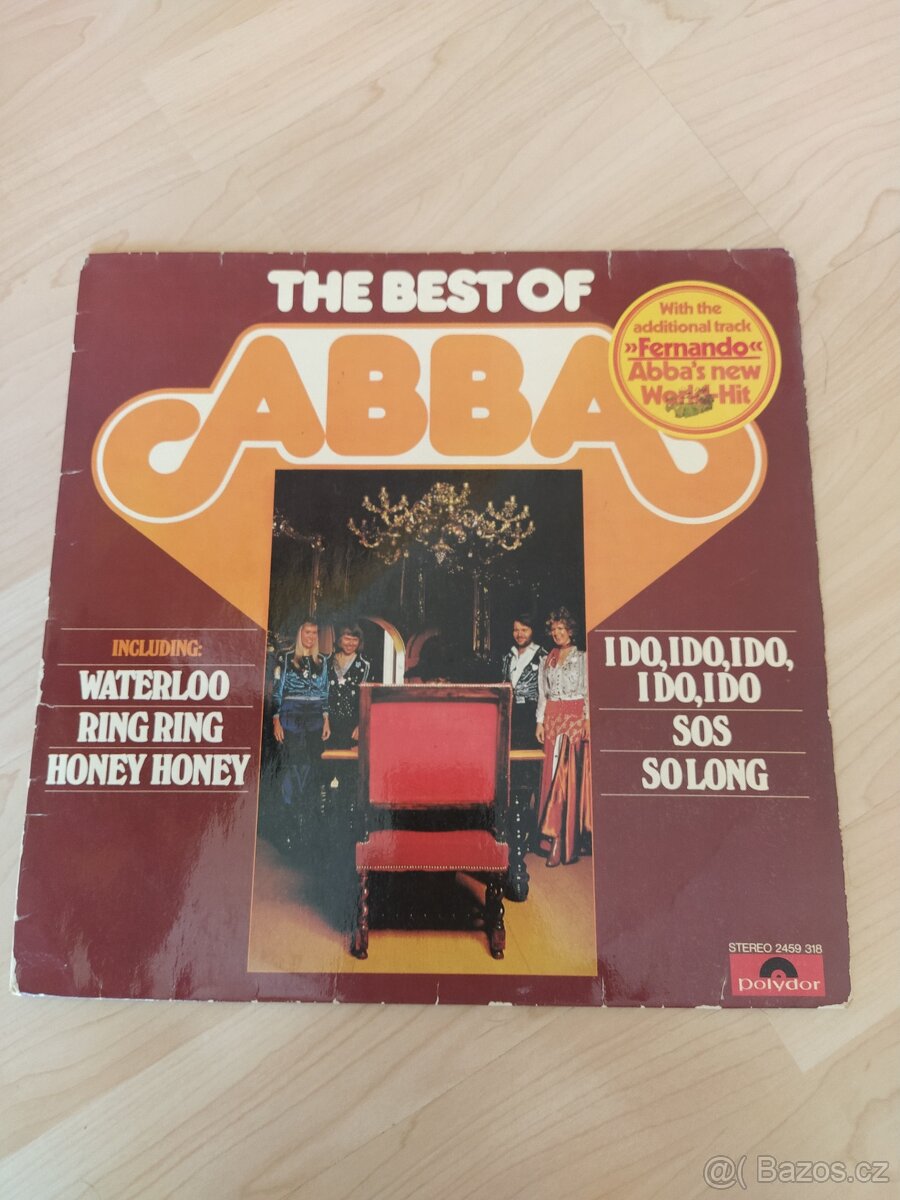 THE BEST OF
ABBA
With the
additional track
»Fernando«
Abba's new
World-Hit
INCLUDING:
WATERLOO
RING RING
HONEY HONEY
I DO, I DO, I DO,
I DO, I DO
SOS
SO LONG
STEREO 2459 318
polydor
@( Bazos.cz